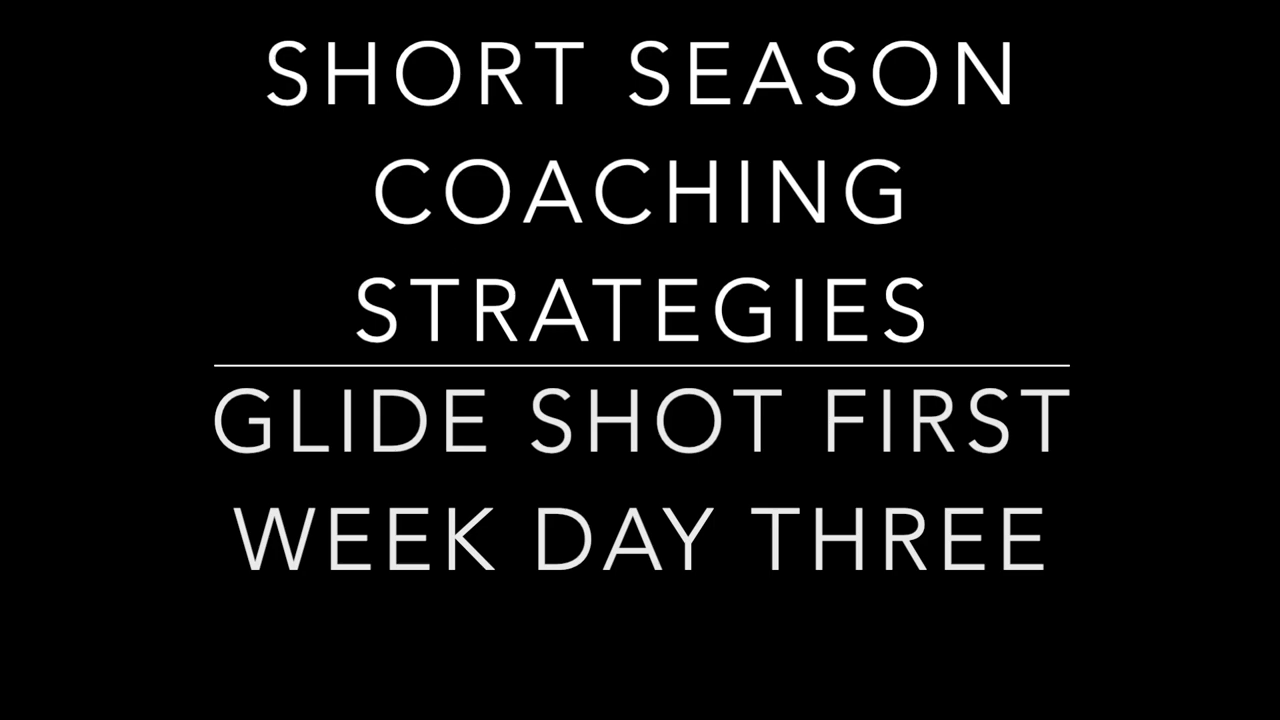 SHORT SEASON
COACHING
STRATEGIES
GLIDE SHOT FIRST
WEEK DAY THREE